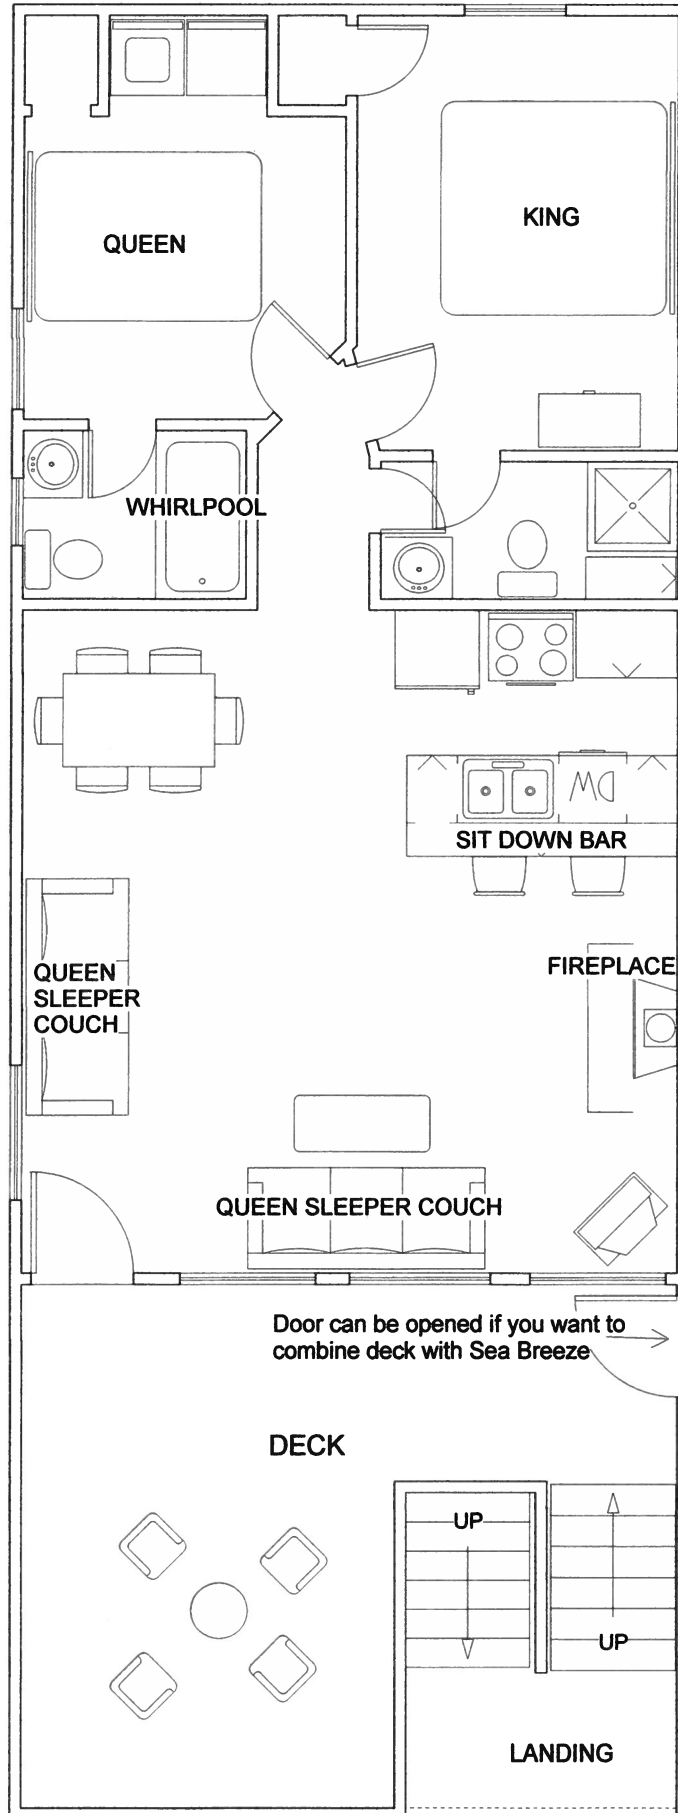 QUEEN
KING
WHIRLPOOL
DW
SIT DOWN BAR
QUEEN
SLEEPER
COUCH
FIREPLACE
QUEEN SLEEPER COUCH
Door can be opened if you want to
combine deck with Sea Breeze
DECK
UP
UP
LANDING